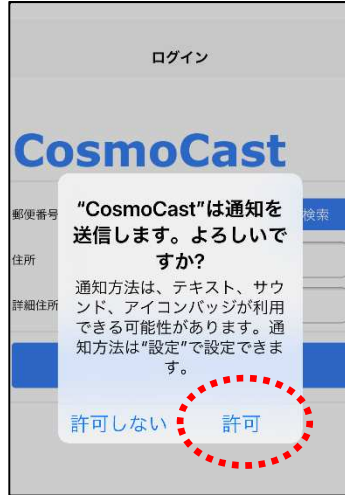 ログイン
CosmoCast
郵便番号
検索
住所
詳細住所
“CosmoCast”は通知を
送信します。よろしいで
すか?
通知方法は、テキスト、サウ
ンド、アイコンバッジが利用
できる可能性があります。通
知方法は“設定”で設定できま
す。
許可しない 許可